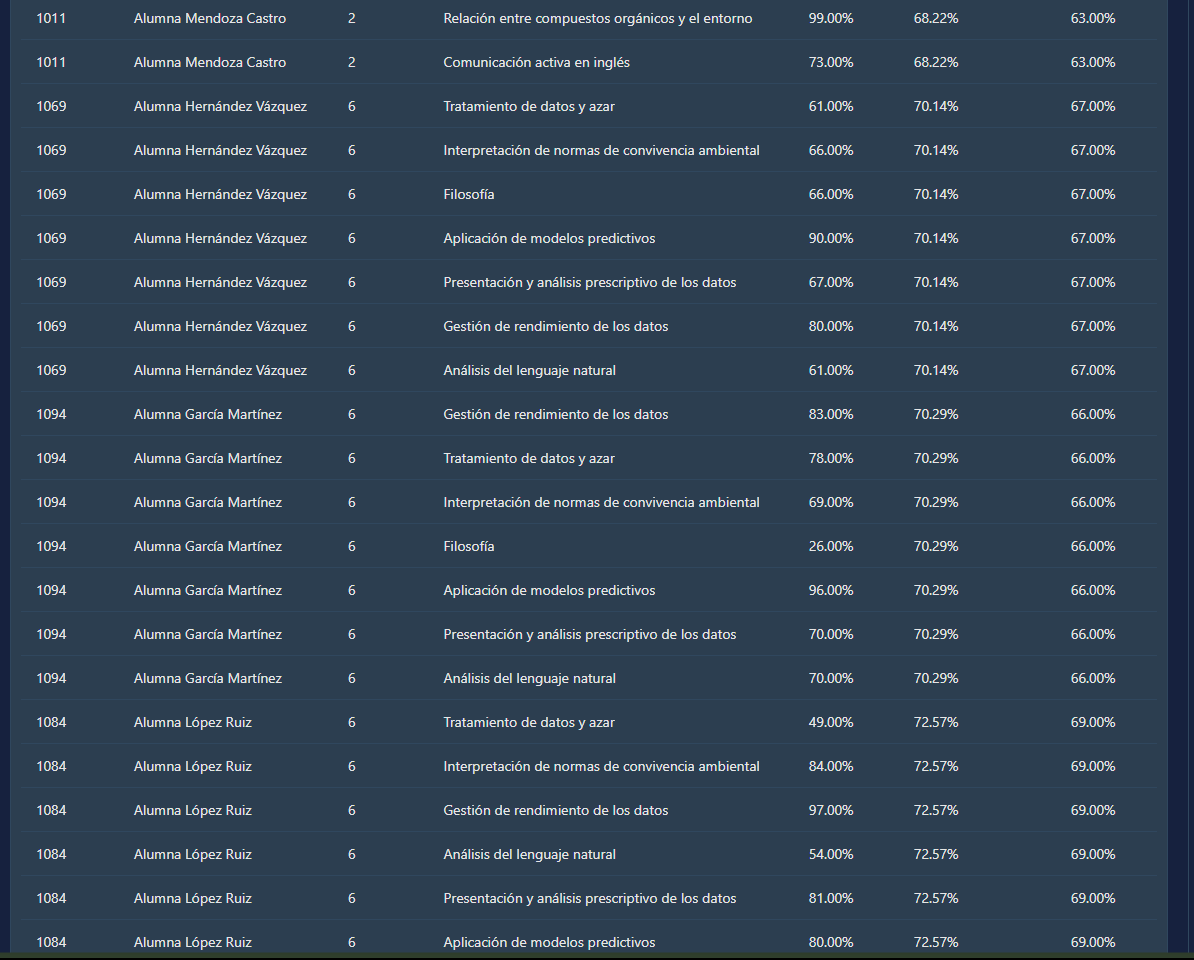 1011 Alumna Mendoza Castro 2 Relación entre compuestos orgánicos y el entorno 99.00% 68.22% 63.00%
1011 Alumna Mendoza Castro 2 Comunicación activa en inglés 73.00% 68.22% 63.00%
1069 Alumna Hernández Vázquez 6 Tratamiento de datos y azar 61.00% 70.14% 67.00%
1069 Alumna Hernández Vázquez 6 Interpretación de normas de convivencia ambiental 66.00% 70.14% 67.00%
1069 Alumna Hernández Vázquez 6 Filosofía 66.00% 70.14% 67.00%
1069 Alumna Hernández Vázquez 6 Aplicación de modelos predictivos 90.00% 70.14% 67.00%
1069 Alumna Hernández Vázquez 6 Presentación y análisis prescriptivo de los datos 67.00% 70.14% 67.00%
1069 Alumna Hernández Vázquez 6 Gestión de rendimiento de los datos 80.00% 70.14% 67.00%
1069 Alumna Hernández Vázquez 6 Análisis del lenguaje natural 61.00% 70.14% 67.00%
1094 Alumna García Martínez 6 Gestión de rendimiento de los datos 83.00% 70.29% 66.00%
1094 Alumna García Martínez 6 Tratamiento de datos y azar 78.00% 70.29% 66.00%
1094 Alumna García Martínez 6 Interpretación de normas de convivencia ambiental 69.00% 70.29% 66.00%
1094 Alumna García Martínez 6 Filosofía 26.00% 70.29% 66.00%
1094 Alumna García Martínez 6 Aplicación de modelos predictivos 96.00% 70.29% 66.00%
1094 Alumna García Martínez 6 Presentación y análisis prescriptivo de los datos 70.00% 70.29% 66.00%
1094 Alumna García Martínez 6 Análisis del lenguaje natural 70.00% 70.29% 66.00%
1084 Alumna López Ruiz 6 Tratamiento de datos y azar 49.00% 72.57% 69.00%
1084 Alumna López Ruiz 6 Interpretación de normas de convivencia ambiental 84.00% 72.57% 69.00%
1084 Alumna López Ruiz 6 Gestión de rendimiento de los datos 97.00% 72.57% 69.00%
1084 Alumna López Ruiz 6 Análisis del lenguaje natural 54.00% 72.57% 69.00%
1084 Alumna López Ruiz 6 Presentación y análisis prescriptivo de los datos 81.00% 72.57% 69.00%
1084 Alumna López Ruiz 6 Aplicación de modelos predictivos 80.00% 72.57% 69.00%